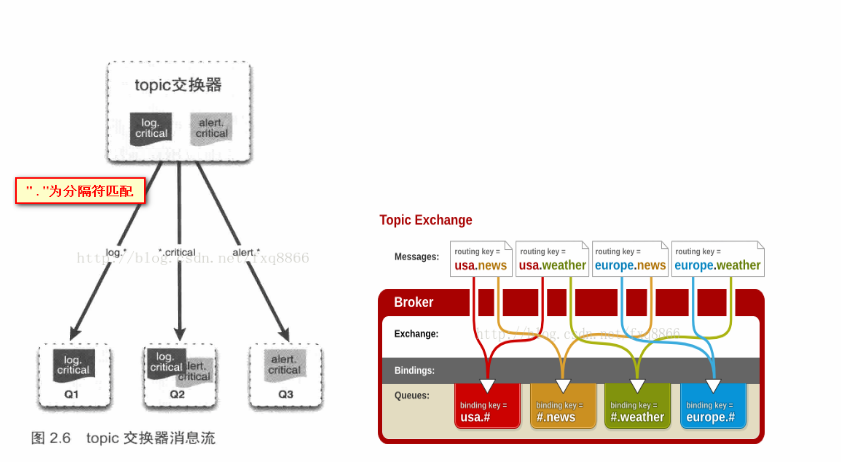 topic交换器
log.
critical
alert.
critical
"."为分隔符匹配
log.*
*.critical
alert.*
http://blog.csdn.net/fxq8866
log.
critical
Q1
log.
critical
alert.
critical
Q2
alert.
critical
Q3
图 2.6 topic 交换器消息流
Topic Exchange
Messages:
routing key =
usa.news
routing key =
usa.weather
routing key =
europe.news
routing key =
europe.weather
Broker
Exchange:
http://blog.csdn.net/fxq8866
Bindings:
Queues:
binding key =
usa.#
binding key =
#.news
binding key =
#.weather
binding key =
europe.#